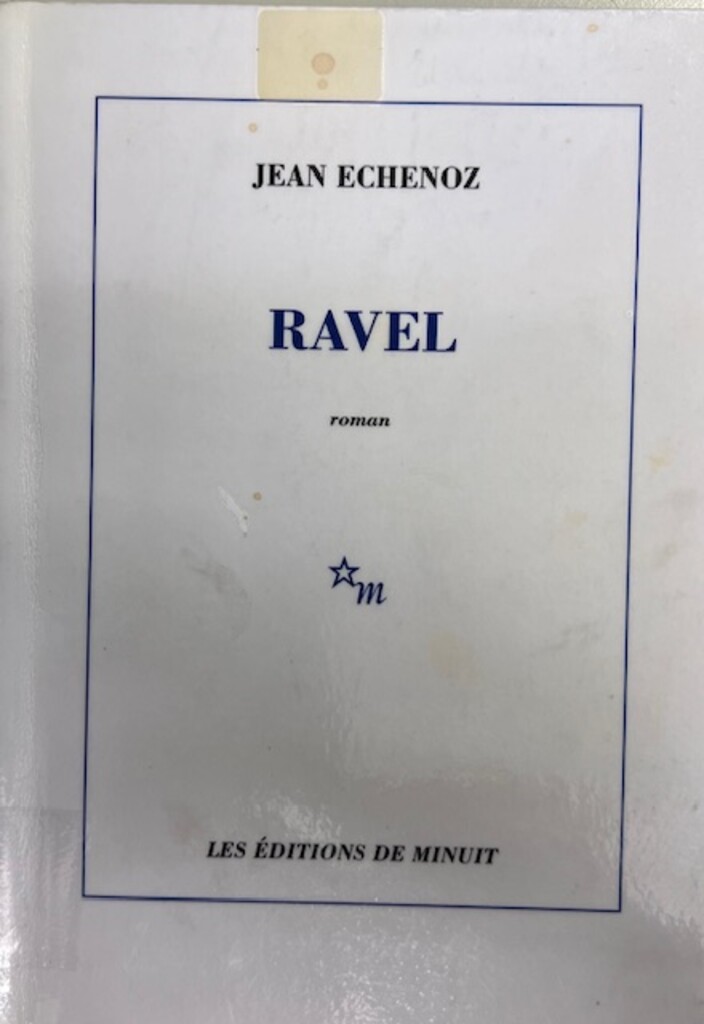 JEAN ECHENOZ
RAVEL
roman
m
LES ÉDITIONS DE MINUIT